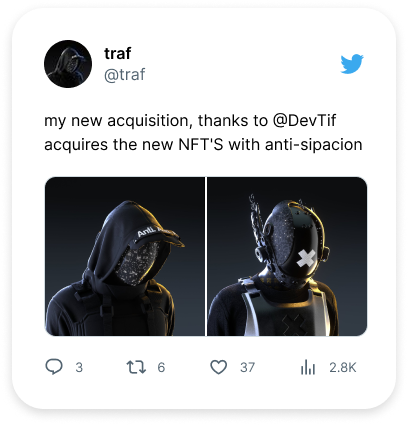 traf
@traf
my new acquisition, thanks to @DevTif
acquires the new NFT'S with anti-sipacion
3 6 37 2.8K